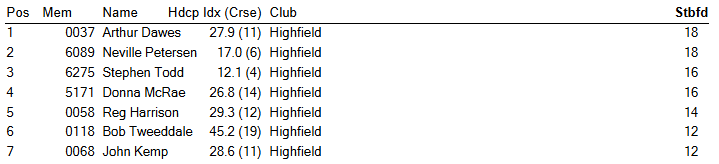 Pos Mem Name Hdcp Idx (Crse) Club Stbfd
1 0037 Arthur Dawes 27.9 (11) Highfield 18
2 6089 Neville Petersen 17.0 (6) Highfield 18
3 6275 Stephen Todd 12.1 (4) Highfield 16
4 5171 Donna McRae 26.8 (14) Highfield 16
5 0058 Reg Harrison 29.3 (12) Highfield 14
6 0118 Bob Tweeddale 45.2 (19) Highfield 12
7 0068 John Kemp 28.6 (11) Highfield 12